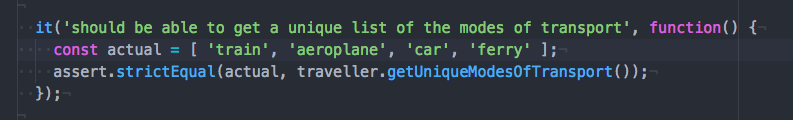 it('should be able to get a unique list of the modes of transport', function() {
const actual = [ 'train', 'aeroplane', 'car', 'ferry' ];
assert.strictEqual(actual, traveller.getUniqueModesOfTransport());
});